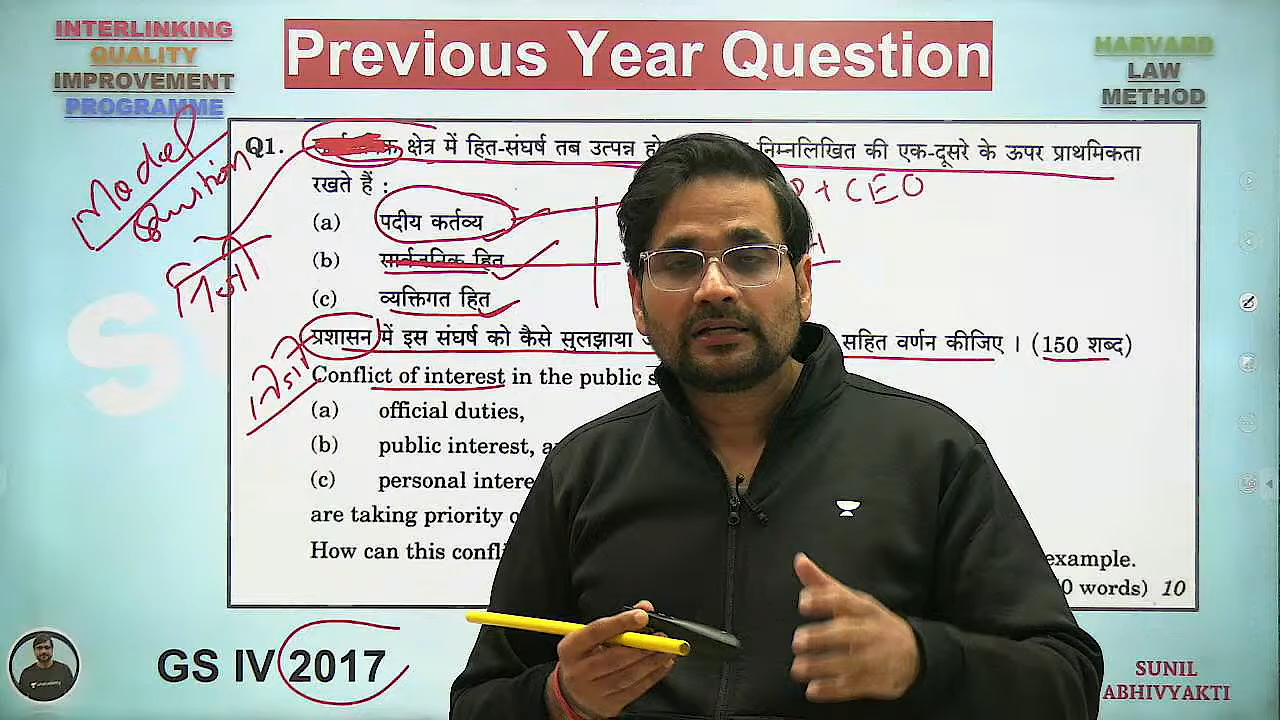 INTERLINKING
QUALITY
IMPROVEMENT
PROGRAMME
Previous Year Question
HARVARD
LAW
METHOD
Model
Question
निजी
निजी
Q1. क्षेत्र में हित-संघर्ष तब उत्पन्न निम्नलिखित की एक-दूसरे के ऊपर प्राथमिकता
रखते हैं :
+ CEO
(a) पदीय कर्तव्य
(b) सार्वजनिक हित
(c) व्यक्तिगत हित
प्रशासन में इस संघर्ष को कैसे सुलझाया सहित वर्णन कीजिए । (150 शब्द)
Conflict of interest in the public
(a) official duties,
(b) public interest,
(c) personal
are taking priority
How can this example.
words) 10
GS IV 2017
SUNIL
ABHIVYAKTI